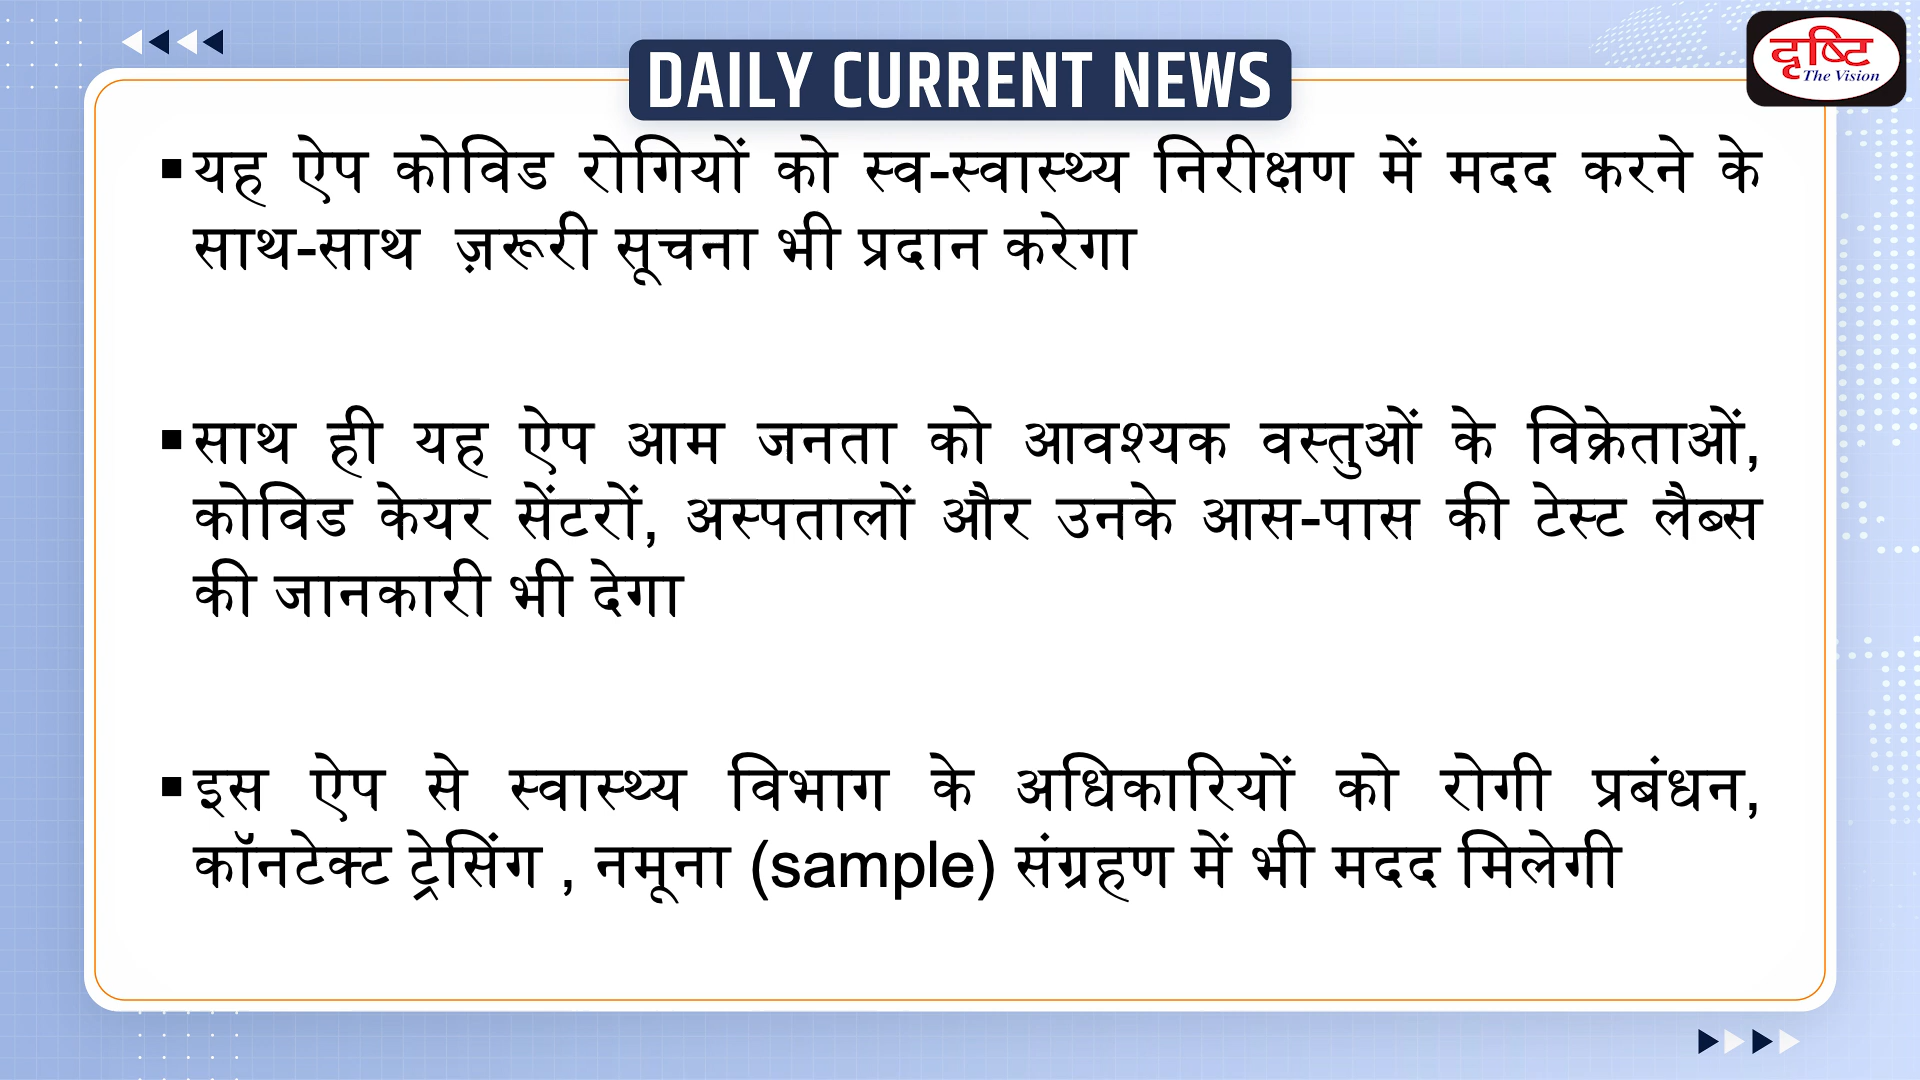 DAILY CURRENT NEWS
दृष्टि
The Vision
▪यह ऐप कोविड रोगियों को स्व-स्वास्थ्य निरीक्षण में मदद करने के
साथ-साथ ज़रूरी सूचना भी प्रदान करेगा
▪साथ ही यह ऐप आम जनता को आवश्यक वस्तुओं के विक्रेताओं,
कोविड केयर सेंटरों, अस्पतालों और उनके आस-पास की टेस्ट लैब्स
की जानकारी भी देगा
▪इस ऐप से स्वास्थ्य विभाग के अधिकारियों को रोगी प्रबंधन,
कॉनटेक्ट ट्रेसिंग , नमूना (sample) संग्रहण में भी मदद मिलेगी